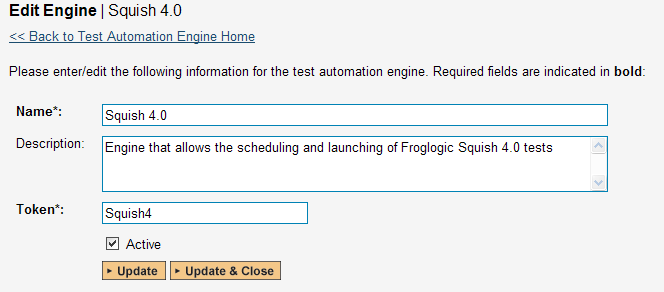 Edit Engine | Squish 4.0
<< Back to Test Automation Engine Home
Please enter/edit the following information for the test automation engine. Required fields are indicated in bold:
Name*: Squish 4.0
Description: Engine that allows the scheduling and launching of Froglogic Squish 4.0 tests
Token*: Squish4
Active
Update Update & Close